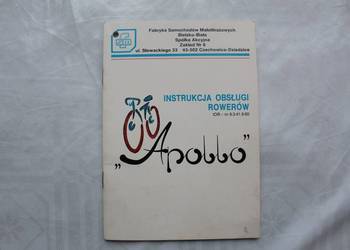 Fabryka Samochodów Małolitrażowych
Bielsko-Biała
Spółka Akcyjna
Zakład Nr 6
ul. Słowackiego 33 43-502 Czechowice-Dziedzice
INSTRUKCJA OBSŁUGI
ROWERÓW
„Apollo"